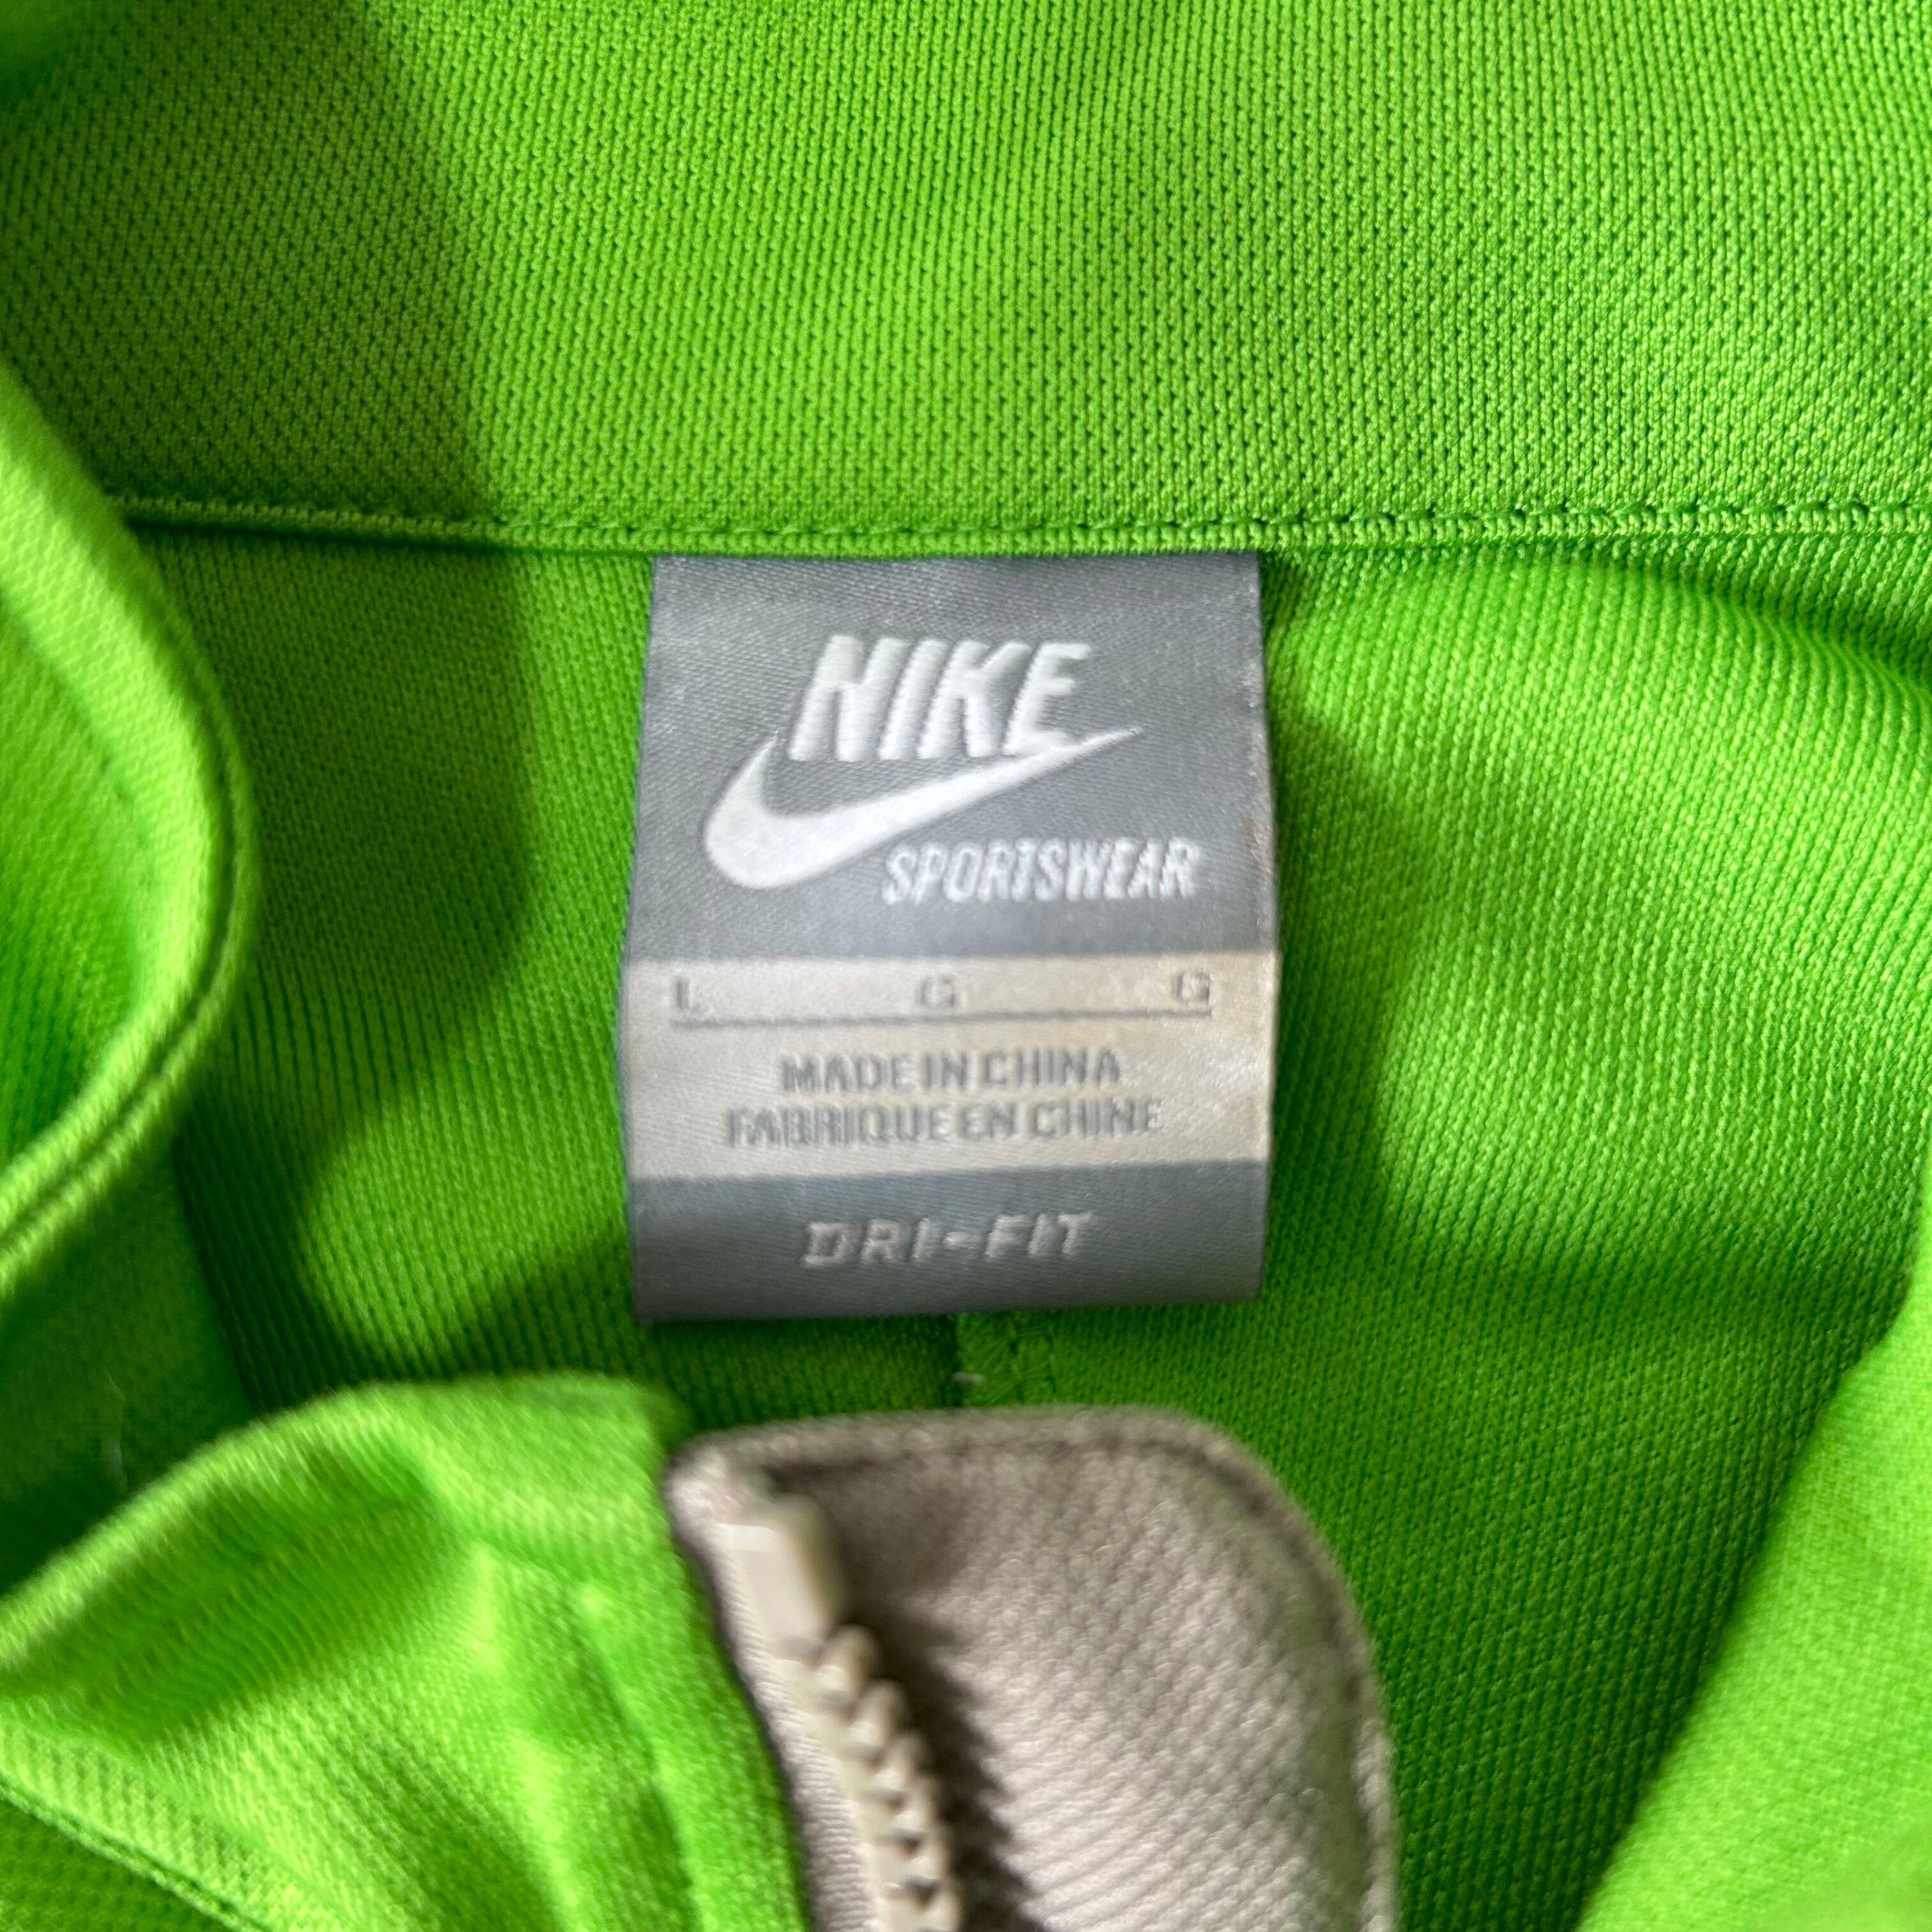 NIKE
SPORTSWEAR
L G G
MADE IN CHINA
FABRIQUE EN CHINE
DRI-FIT